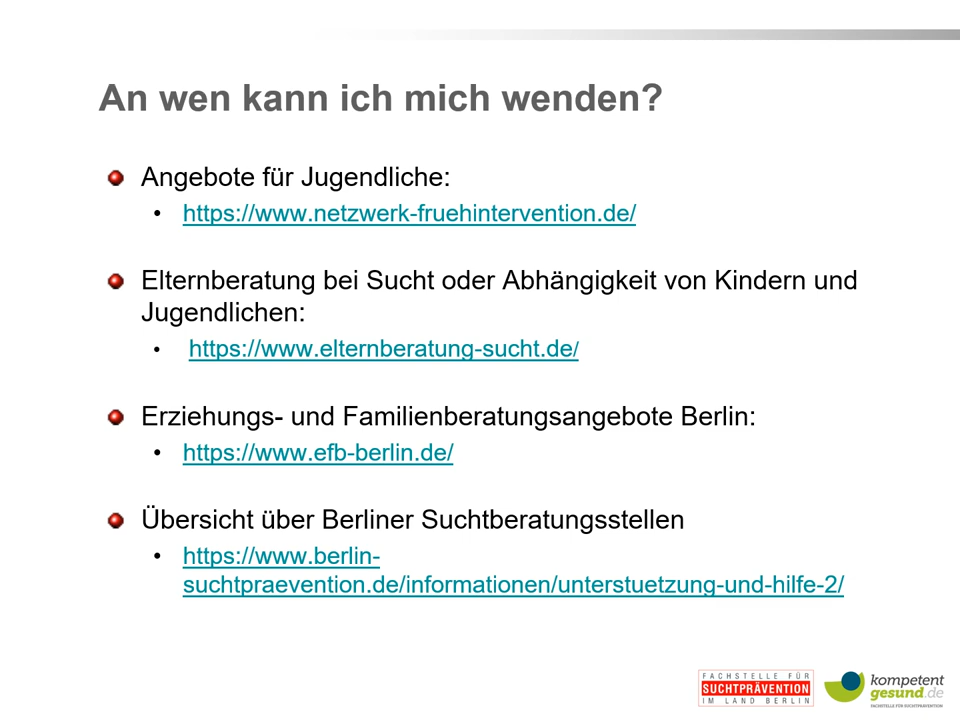 An wen kann ich mich wenden?
Angebote für Jugendliche:
• https://www.netzwerk-fruehintervention.de/
Elternberatung bei Sucht oder Abhängigkeit von Kindern und
Jugendlichen:
• https://www.elternberatung-sucht.de/
Erziehungs- und Familienberatungsangebote Berlin:
• https://www.efb-berlin.de/
Übersicht über Berliner Suchtberatungsstellen
• https://www.berlin-
suchtpraevention.de/informationen/unterstuetzung-und-hilfe-2/
FACHSTELLE FÜR
SUCHTPRÄVENTION
IM LAND BERLIN
kompetent
gesund.de
FACHSTELLE FÜR SUCHTPRÄVENTION